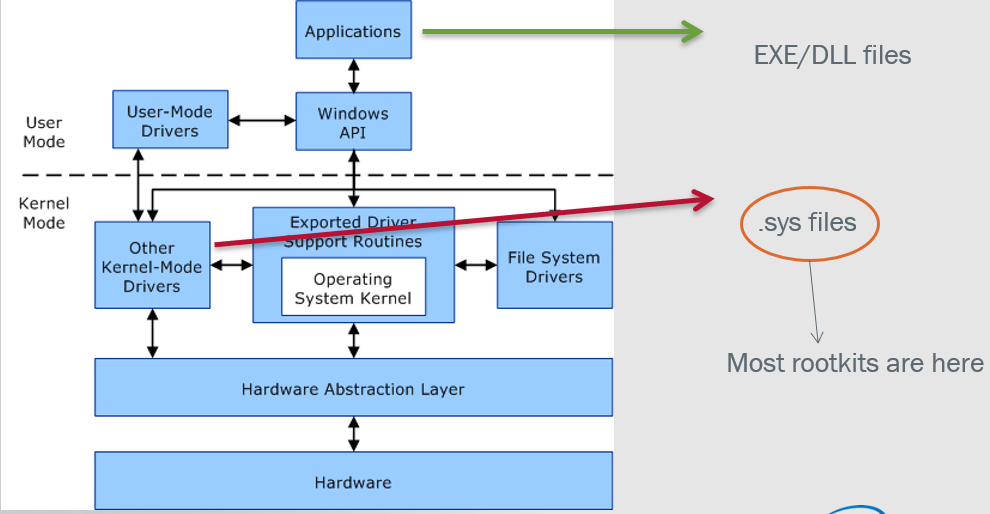 Applications
EXE/DLL files
User-Mode
Drivers
Windows
API
User
Mode
Kernel
Mode
Exported Driver
Support Routines
.sys files
Other
Kernel-Mode
Drivers
Operating
System Kernel
File System
Drivers
Most rootkits are here
Hardware Abstraction Layer
Hardware